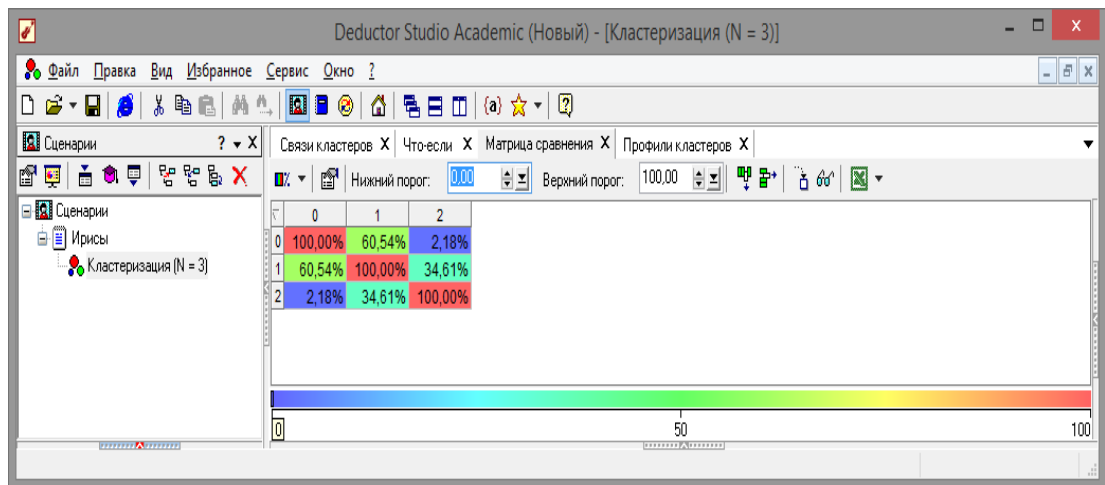 Deductor Studio Academic (Новый) - [Кластеризация (N = 3)]
Файл Правка Вид Избранное Сервис Окно ?
{a}
Сценарии ? X
Связи кластеров X Что-если X Матрица сравнения X Профили кластеров X
Нижний порог: 0,00 Верхний порог: 100,00
Сценарии
Ирисы
Кластеризация (N = 3)
0 1 2
0 100,00% 60,54% 2,18%
1 60,54% 100,00% 34,61%
2 2,18% 34,61% 100,00%
0 50 100